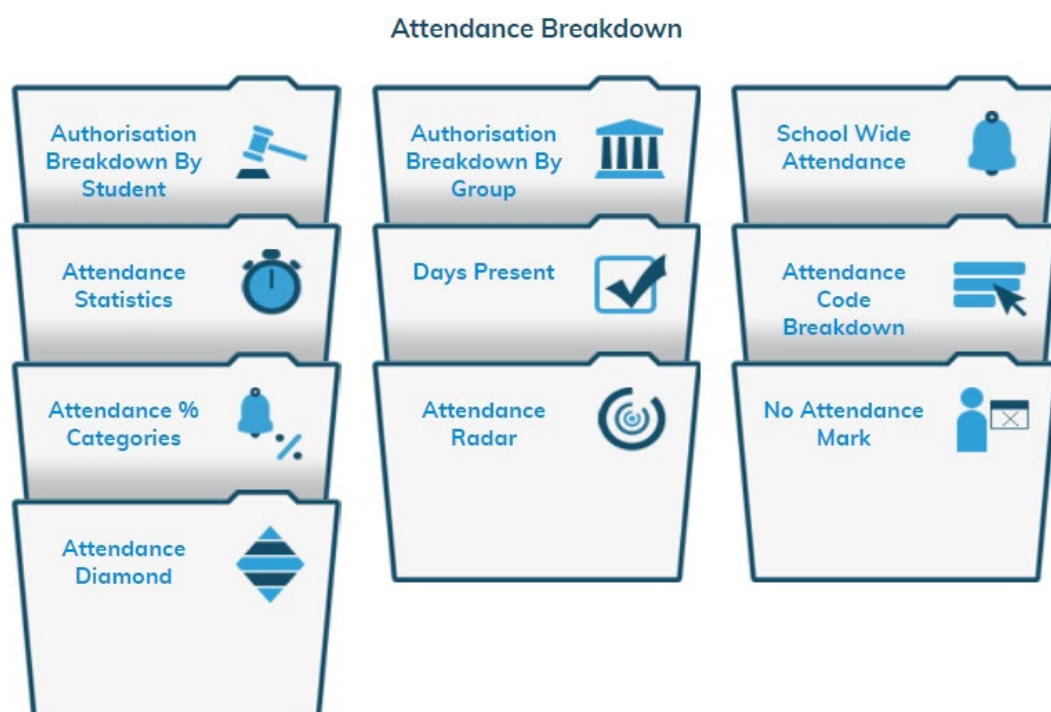 Attendance Breakdown
Authorisation
Breakdown By
Student
Authorisation
Breakdown By
Group
School Wide
Attendance
Attendance
Statistics
Days Present
Attendance
Code
Breakdown
Attendance %
Categories
Attendance
Radar
No Attendance
Mark
Attendance
Diamond